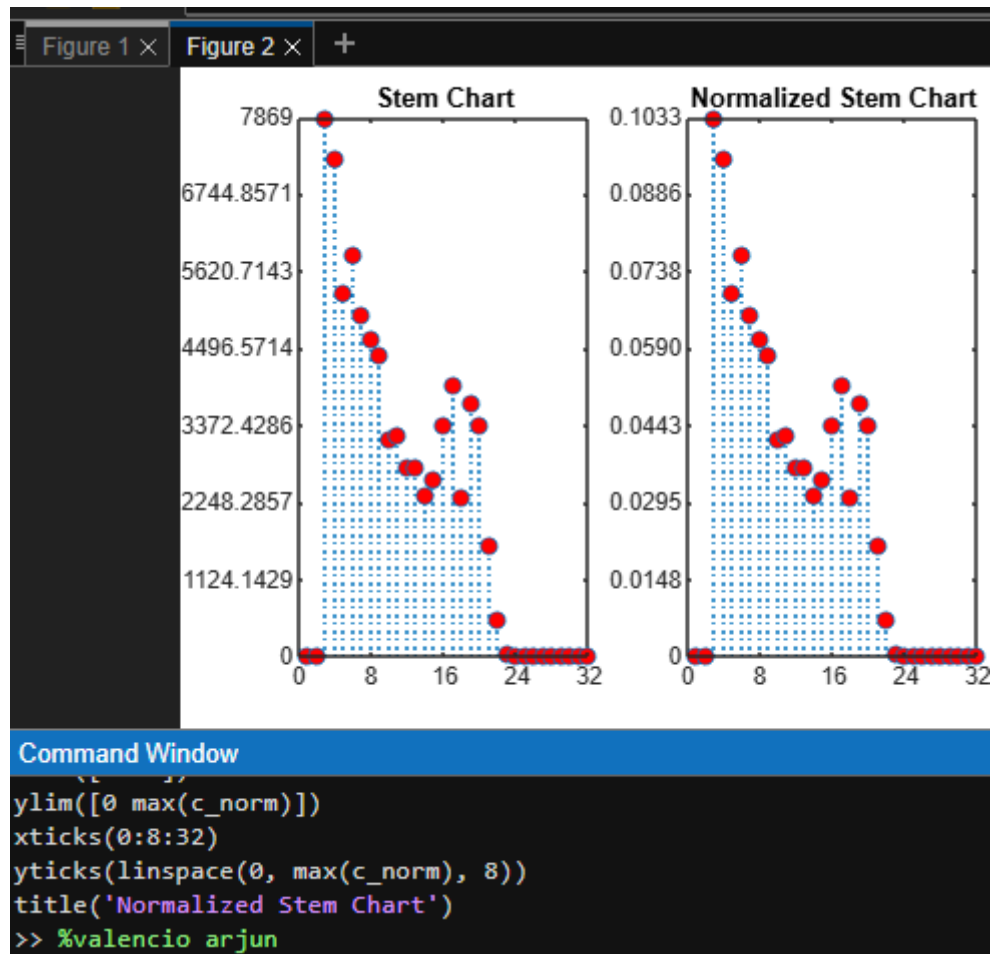 Figure 1 × Figure 2 × +
Stem Chart
7869
6744.8571
5620.7143
4496.5714
3372.4286
2248.2857
1124.1429
0
0 8 16 24 32
Normalized Stem Chart
0.1033
0.0886
0.0738
0.0590
0.0443
0.0295
0.0148
0
0 8 16 24 32
Command Window
ylim([0 max(c_norm)])
xticks(0:8:32)
yticks(linspace(0, max(c_norm), 8))
title('Normalized Stem Chart')
>> %valencio arjun